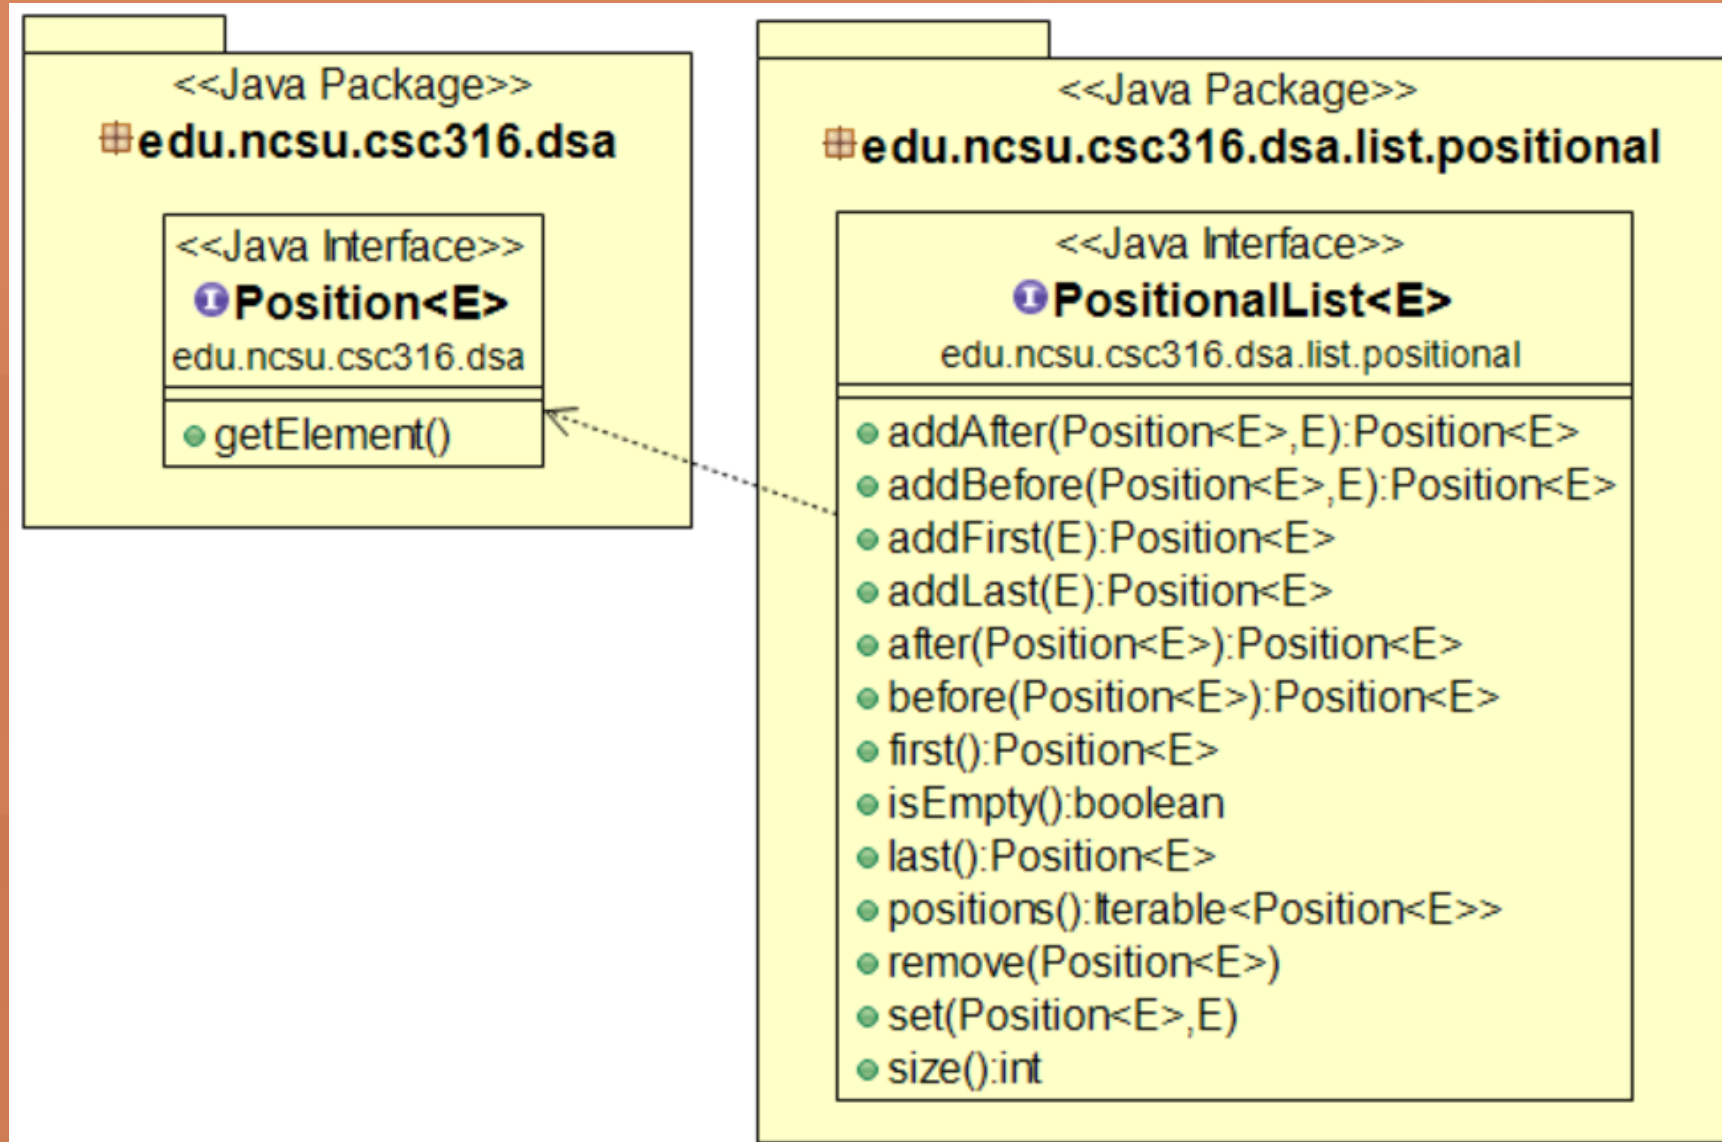 <<Java Package>>
edu.ncsu.csc316.dsa
<<Java Interface>>
Position<E>
edu.ncsu.csc316.dsa
getElement()
<<Java Package>>
edu.ncsu.csc316.dsa.list.positional
<<Java Interface>>
PositionalList<E>
edu.ncsu.csc316.dsa.list.positional
addAfter(Position<E>,E):Position<E>
addBefore(Position<E>,E):Position<E>
addFirst(E):Position<E>
addLast(E):Position<E>
after(Position<E>):Position<E>
before(Position<E>):Position<E>
first():Position<E>
isEmpty():boolean
last():Position<E>
positions():Iterable<Position<E>>
remove(Position<E>)
set(Position<E>,E)
size():int